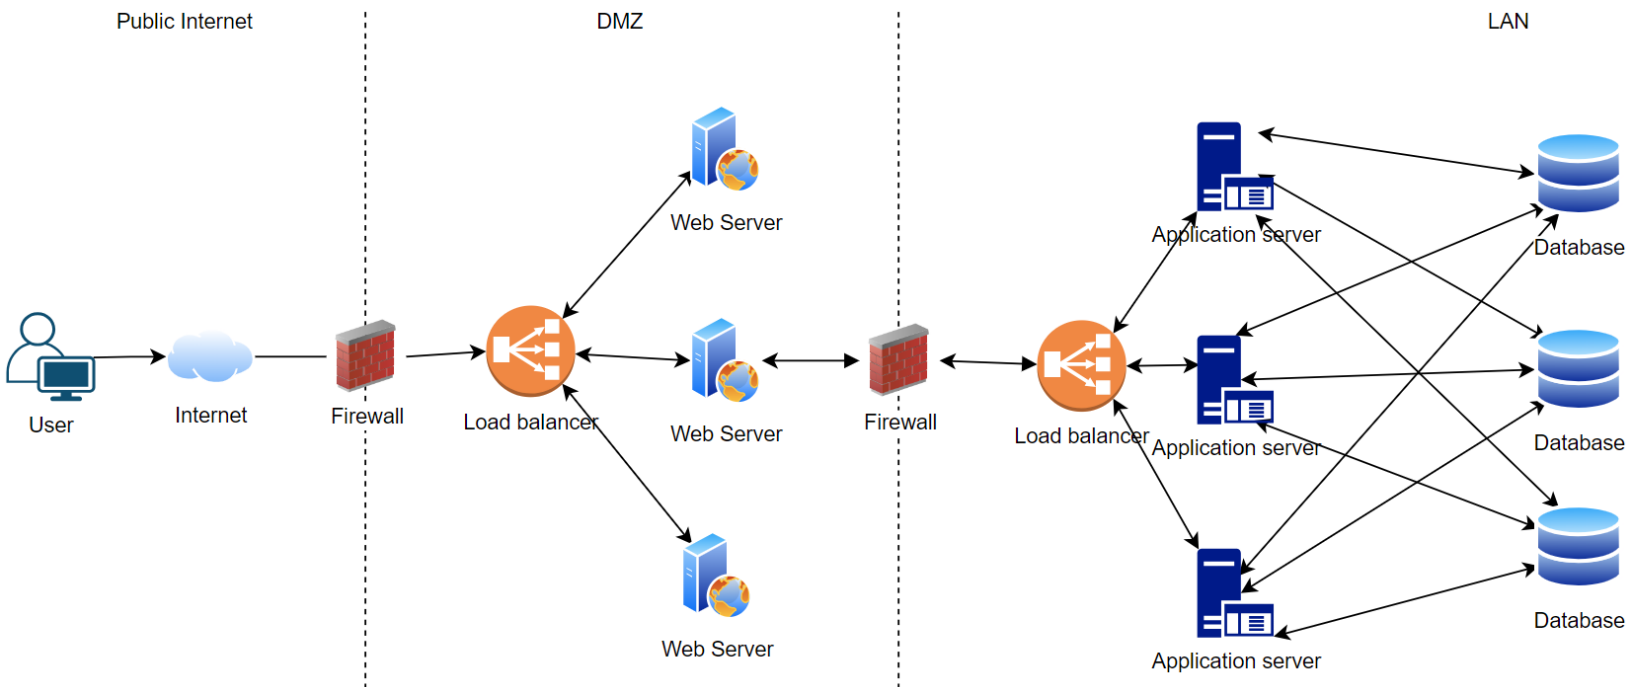 Public Internet
DMZ
LAN
User
Internet
Firewall
Load balancer
Web Server
Web Server
Web Server
Firewall
Load balancer
Application server
Application server
Application server
Database
Database
Database